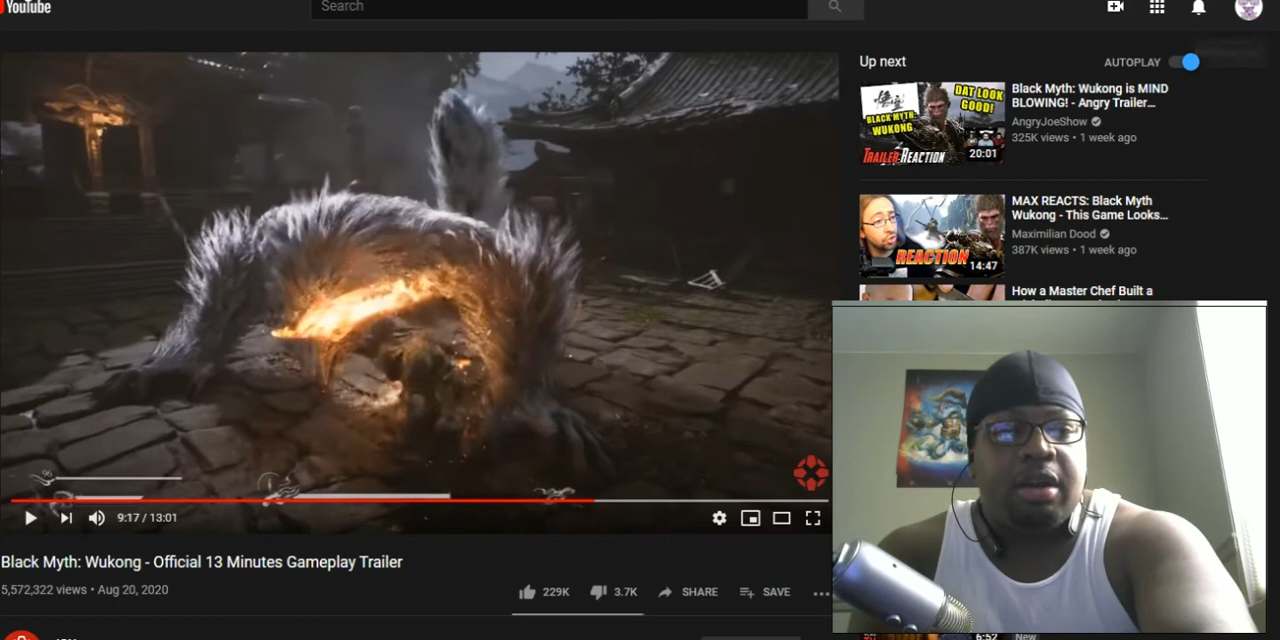 YouTube
Search
Up next
AUTOPLAY
悟空
BLACK MYTH:
WUKONG
DAT LOOK
GOOD!
TRAILER REACTION
20:01
Black Myth: Wukong is MIND
BLOWING! - Angry Trailer...
AngryJoeShow
325K views • 1 week ago
REACTION
14:47
MAX REACTS: Black Myth
Wukong - This Game Looks...
Maximilian Dood
387K views • 1 week ago
How a Master Chef Built a
9:17 / 13:01
Black Myth: Wukong - Official 13 Minutes Gameplay Trailer
5,572,322 views • Aug 20, 2020
229K
3.7K
SHARE
SAVE
6:52
New